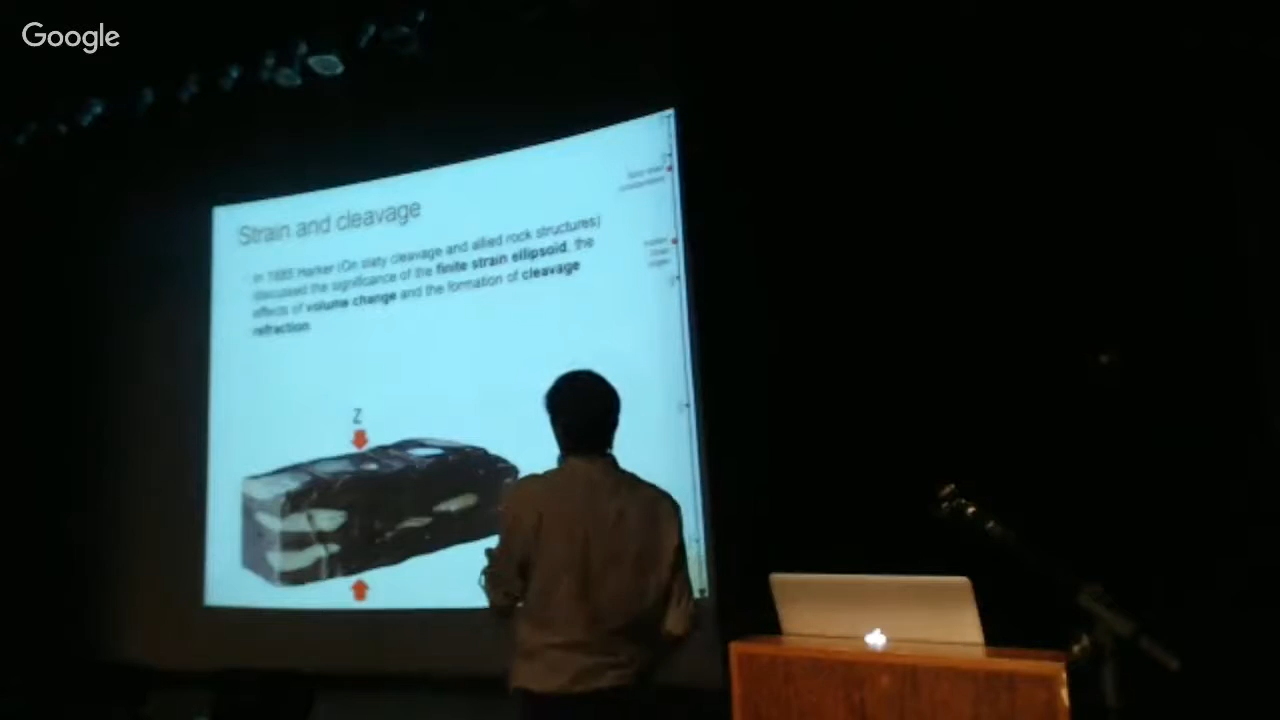 Google
Strain and cleavage
In 1885 Harker (On slaty cleavage and allied rock structures)
discussed the significance of the finite strain ellipsoid, the
effects of volume change and the formation of cleavage
refraction
Z